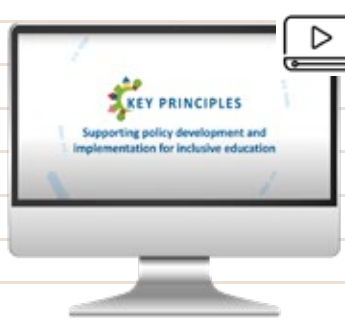 KEY PRINCIPLES
Supporting policy development and
implementation for inclusive education